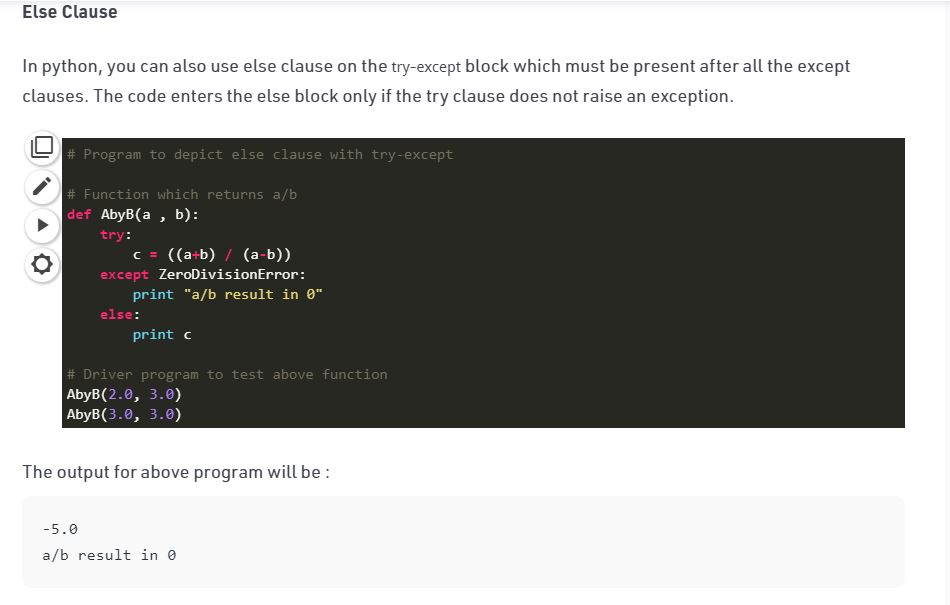 Else Clause
In python, you can also use else clause on the try-except block which must be present after all the except
clauses. The code enters the else block only if the try clause does not raise an exception.
# Program to depict else clause with try-except
# Function which returns a/b
def AbyB(a , b):
    try:
        c = ((a+b) / (a-b))
    except ZeroDivisionError:
        print "a/b result in 0"
    else:
        print c
# Driver program to test above function
AbyB(2.0, 3.0)
AbyB(3.0, 3.0)
The output for above program will be :
-5.0
a/b result in 0